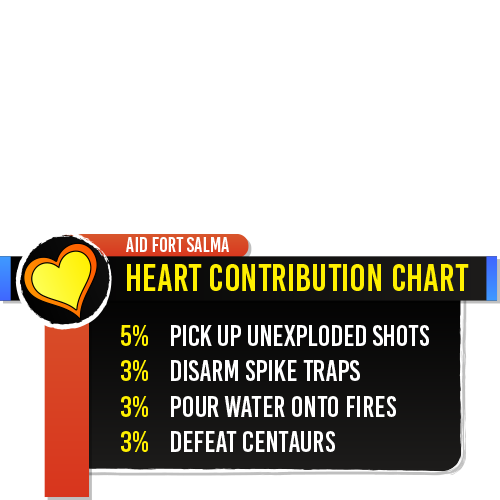 AID FORT SALMA
HEART CONTRIBUTION CHART
5% PICK UP UNEXPLODED SHOTS
3% DISARM SPIKE TRAPS
3% POUR WATER ONTO FIRES
3% DEFEAT CENTAURS